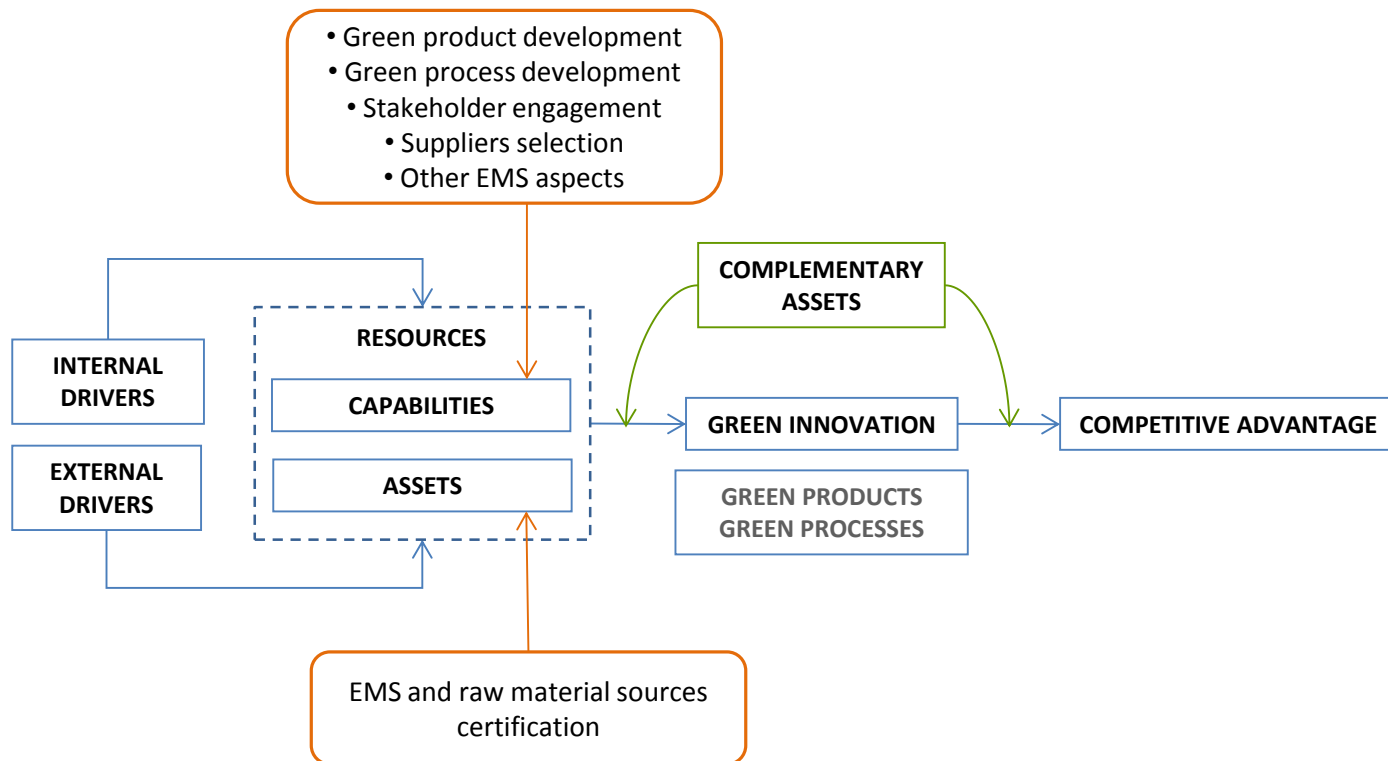 • Green product development
• Green process development
• Stakeholder engagement
• Suppliers selection
• Other EMS aspects
COMPLEMENTARY
ASSETS
RESOURCES
INTERNAL
DRIVERS
CAPABILITIES
GREEN INNOVATION
COMPETITIVE ADVANTAGE
EXTERNAL
DRIVERS
ASSETS
GREEN PRODUCTS
GREEN PROCESSES
EMS and raw material sources
certification